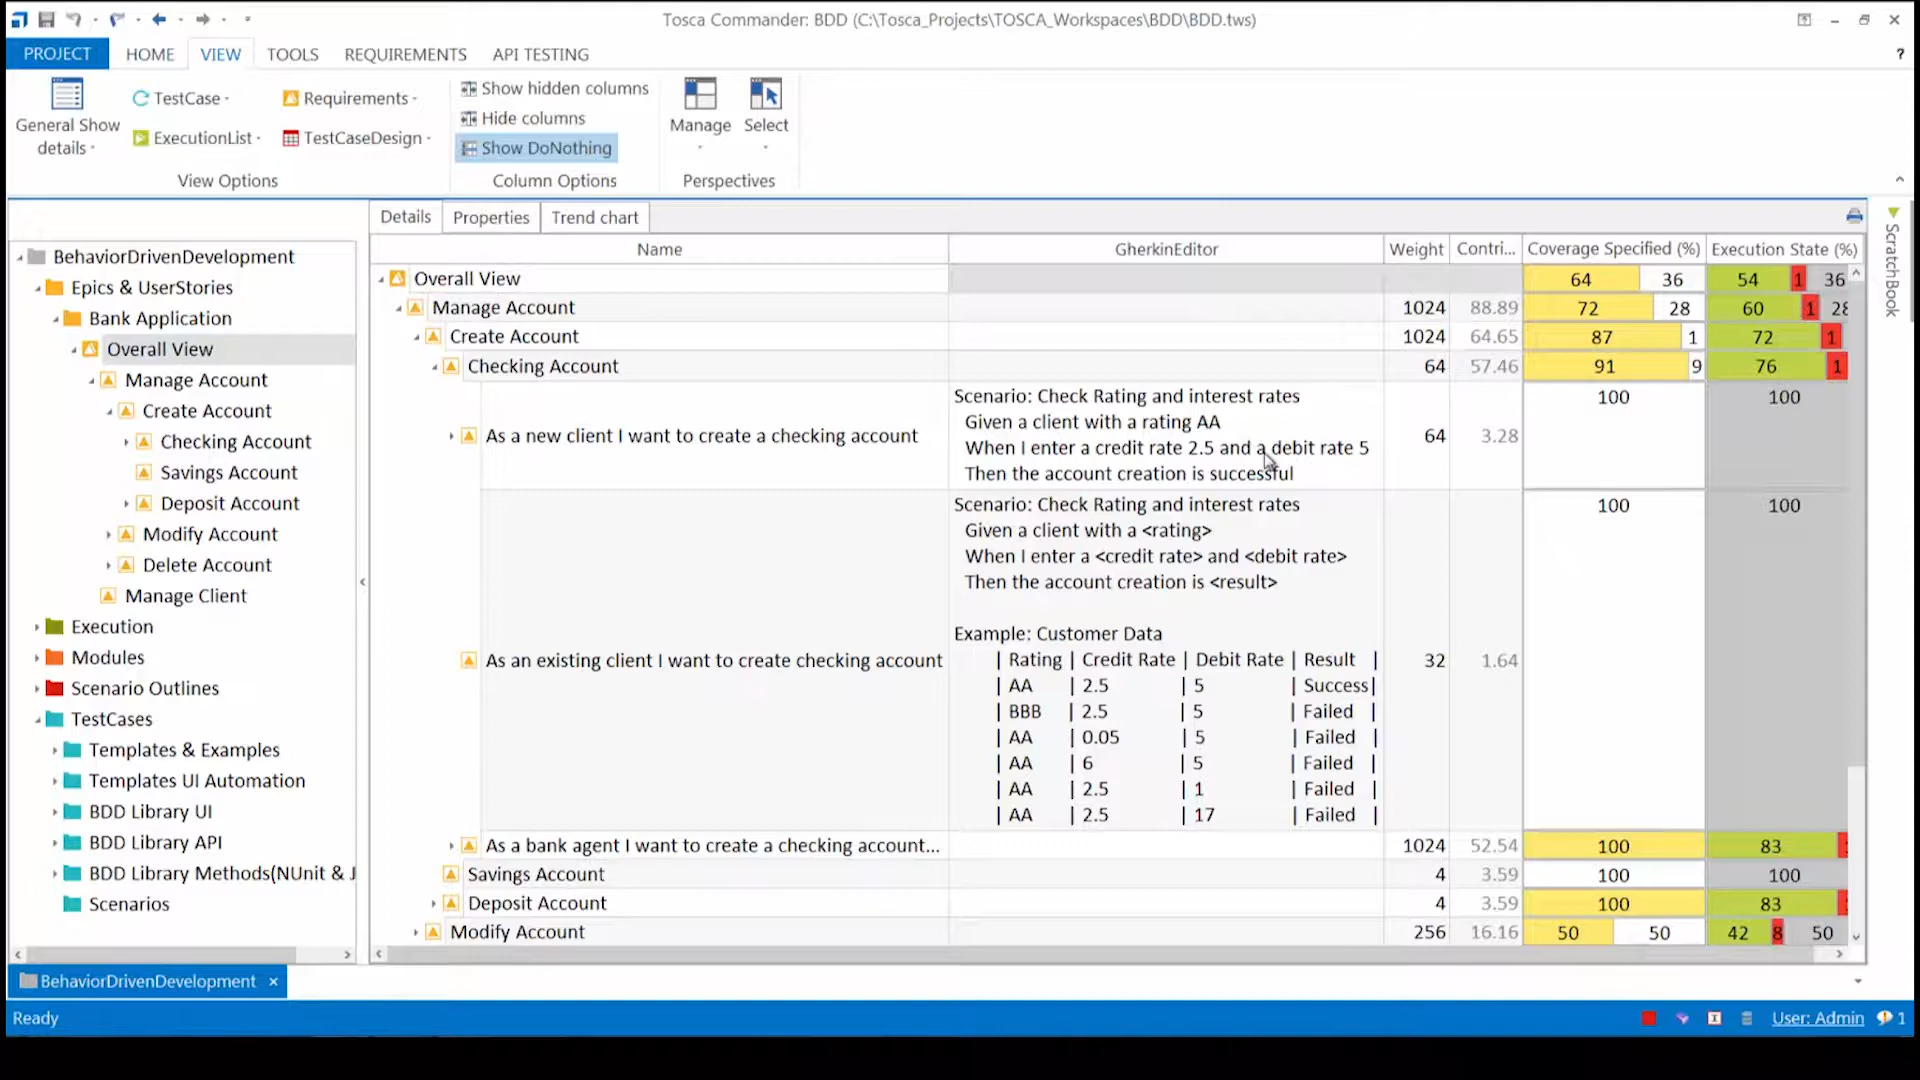 Tosca Commander: BDD (C:\Tosca_Projects\TOSCA_Workspaces\BDD\BDD.tws)
PROJECT HOME VIEW TOOLS REQUIREMENTS API TESTING ?
General Show details
TestCase
ExecutionList
Requirements
TestCaseDesign
View Options
Show hidden columns
Hide columns
Show DoNothing
Column Options
Manage
Select
Perspectives
BehaviorDrivenDevelopment
Epics & UserStories
Bank Application
Overall View
Manage Account
Create Account
Checking Account
Savings Account
Deposit Account
Modify Account
Delete Account
Manage Client
Execution
Modules
Scenario Outlines
TestCases
Templates & Examples
Templates UI Automation
BDD Library UI
BDD Library API
BDD Library Methods(NUnit & J
Scenarios
Details Properties Trend chart
Name GherkinEditor Weight Contri... Coverage Specified (%) Execution State (%)
Overall View 64 36 54 1 36
Manage Account 1024 88.89 72 28 60 1 28
Create Account 1024 64.65 87 1 72 1
Checking Account 64 57.46 91 9 76 1
As a new client I want to create a checking account 64 3.28 100 100
Scenario: Check Rating and interest rates
Given a client with a rating AA
When I enter a credit rate 2.5 and a debit rate 5
Then the account creation is successful
As an existing client I want to create checking account 32 1.64 100 100
Scenario: Check Rating and interest rates
Given a client with a <rating>
When I enter a <credit rate> and <debit rate>
Then the account creation is <result>
Example: Customer Data
| Rating | Credit Rate | Debit Rate | Result |
| AA | 2.5 | 5 | Success|
| BBB | 2.5 | 5 | Failed |
| AA | 0.05 | 5 | Failed |
| AA | 6 | 5 | Failed |
| AA | 2.5 | 1 | Failed |
| AA | 2.5 | 17 | Failed |
As a bank agent I want to create a checking account... 1024 52.54 100 83
Savings Account 4 3.59 100 100
Deposit Account 4 3.59 100 83
Modify Account 256 16.16 50 50 42 8 50
ScratchBook
BehaviorDrivenDevelopment ×
Ready
User: Admin 1